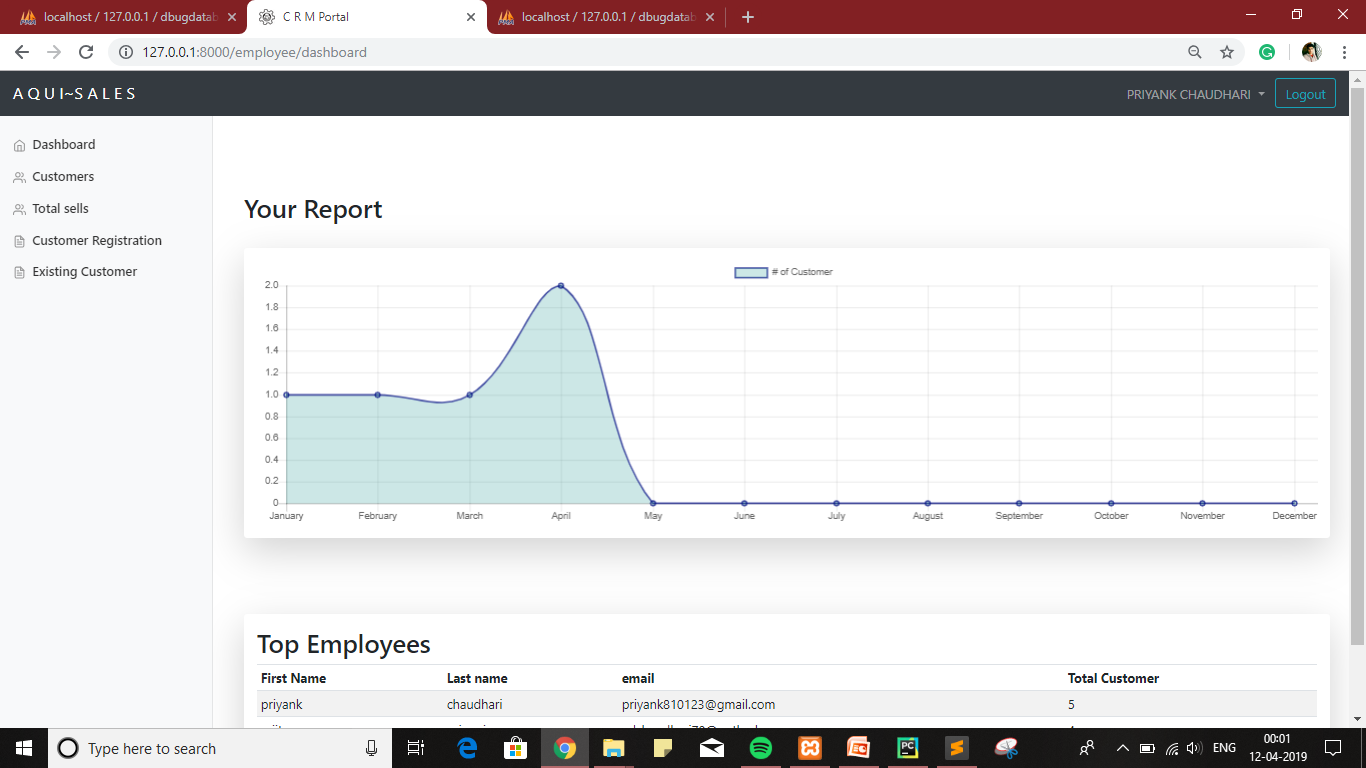 localhost / 127.0.0.1 / dbugdatab
C R M Portal
localhost / 127.0.0.1 / dbugdatab
127.0.0.1:8000/employee/dashboard
A Q U I ~ S A L E S
PRIYANK CHAUDHARI
Logout
Dashboard
Customers
Total sells
Customer Registration
Existing Customer
Your Report
# of Customer
2.0
1.8
1.6
1.4
1.2
1.0
0.8
0.6
0.4
0.2
0
January February March April May June July August September October November December
Top Employees
First Name Last name email Total Customer
priyank chaudhari priyank810123@gmail.com 5
Type here to search
ENG
00:01
12-04-2019